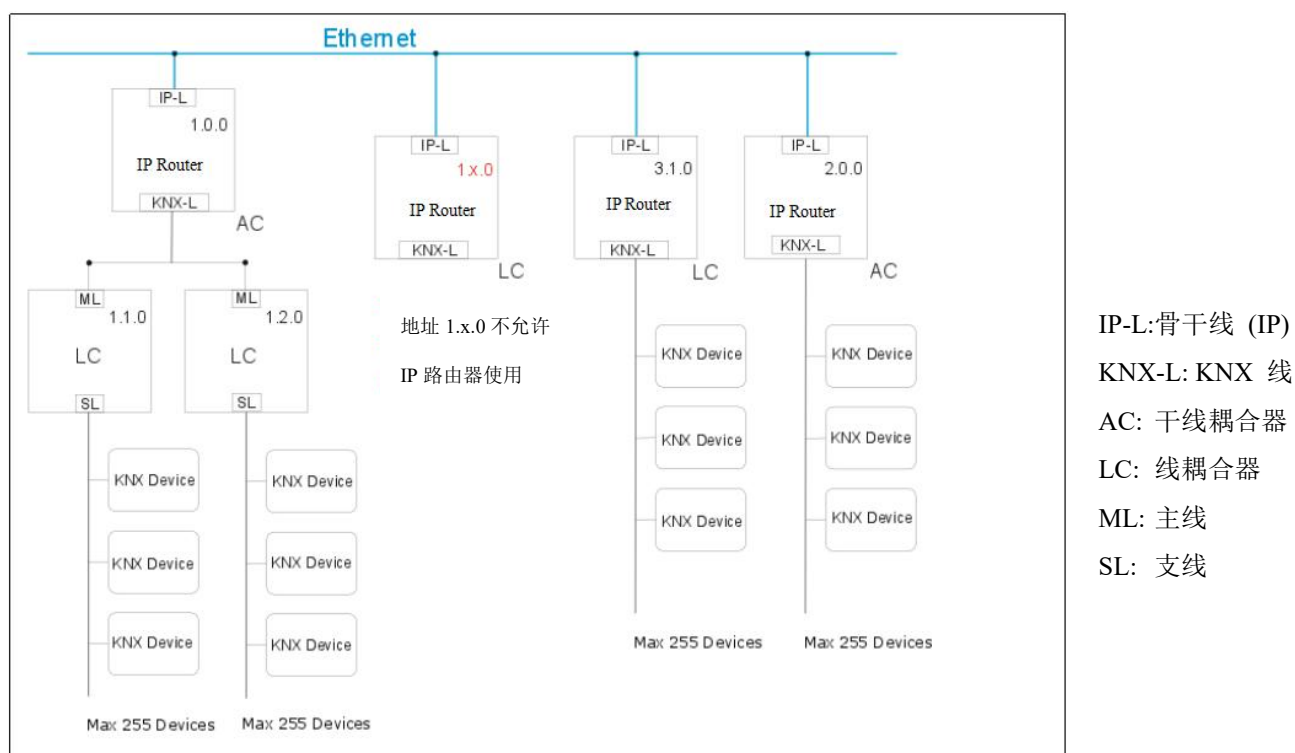 Ethernet
IP-L
1.0.0
IP Router
KNX-L
AC
ML
1.1.0
LC
SL
ML
1.2.0
LC
SL
KNX Device
KNX Device
KNX Device
Max 255 Devices
KNX Device
KNX Device
KNX Device
Max 255 Devices
IP-L
1.x.0
IP Router
KNX-L
LC
地址 1.x.0 不允许
IP 路由器使用
IP-L
3.1.0
IP Router
KNX-L
LC
KNX Device
KNX Device
KNX Device
Max 255 Devices
IP-L
2.0.0
IP Router
KNX-L
AC
KNX Device
KNX Device
KNX Device
Max 255 Devices
IP-L:骨干线 (IP)
KNX-L: KNX 线
AC: 干线耦合器
LC: 线耦合器
ML: 主线
SL: 支线